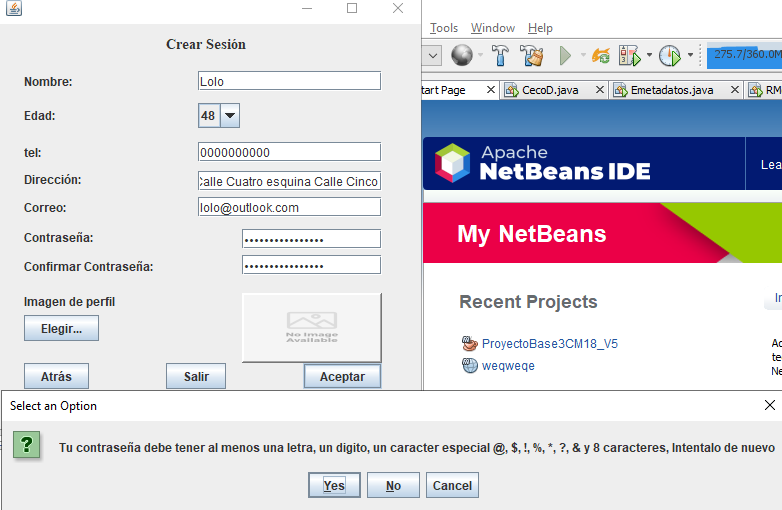 Crear Sesión
Nombre:
Lolo
Edad:
48
tel:
0000000000
Dirección:
Calle Cuatro esquina Calle Cinco
Correo:
lolo@outlook.com
Contraseña:
Confirmar Contraseña:
Imagen de perfil
Elegir...
No Image
Available
Atrás
Salir
Aceptar
Tools Window Help
275.7/360.0M
tart Page
CecoD.java
Emetadatos.java
RM
Apache
NetBeans IDE
Lea
My NetBeans
Recent Projects
ProyectoBase3CM18_V5
weqweqe
In
Ac
te
Ne
Select an Option
Tu contraseña debe tener al menos una letra, un digito, un caracter especial @, $, !, %, *, ?, & y 8 caracteres, Intentalo de nuevo
Yes
No
Cancel